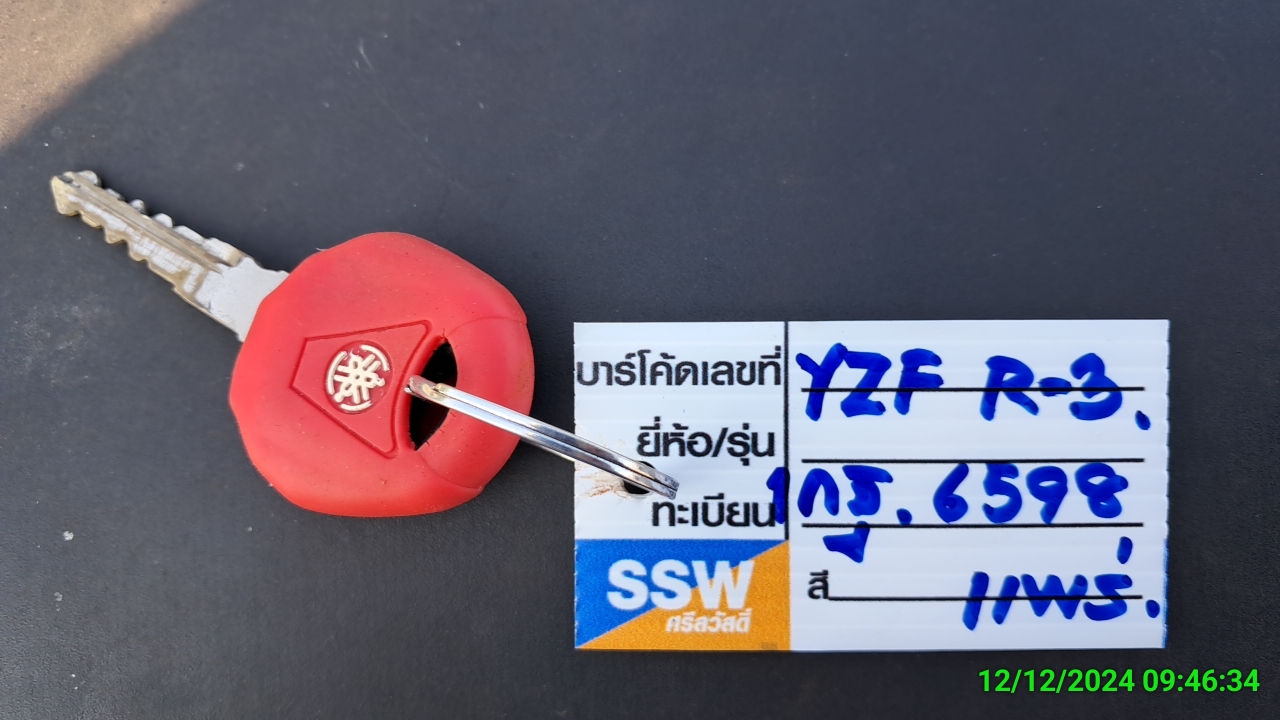 บาร์โค้ดเลขที่ YZF R-3.
ยี่ห้อ/รุ่น
ทะเบียน 1กฐ. 6598
สี แพร่.
SSW
ศรีสวัสดิ์
12/12/2024 09:46:34